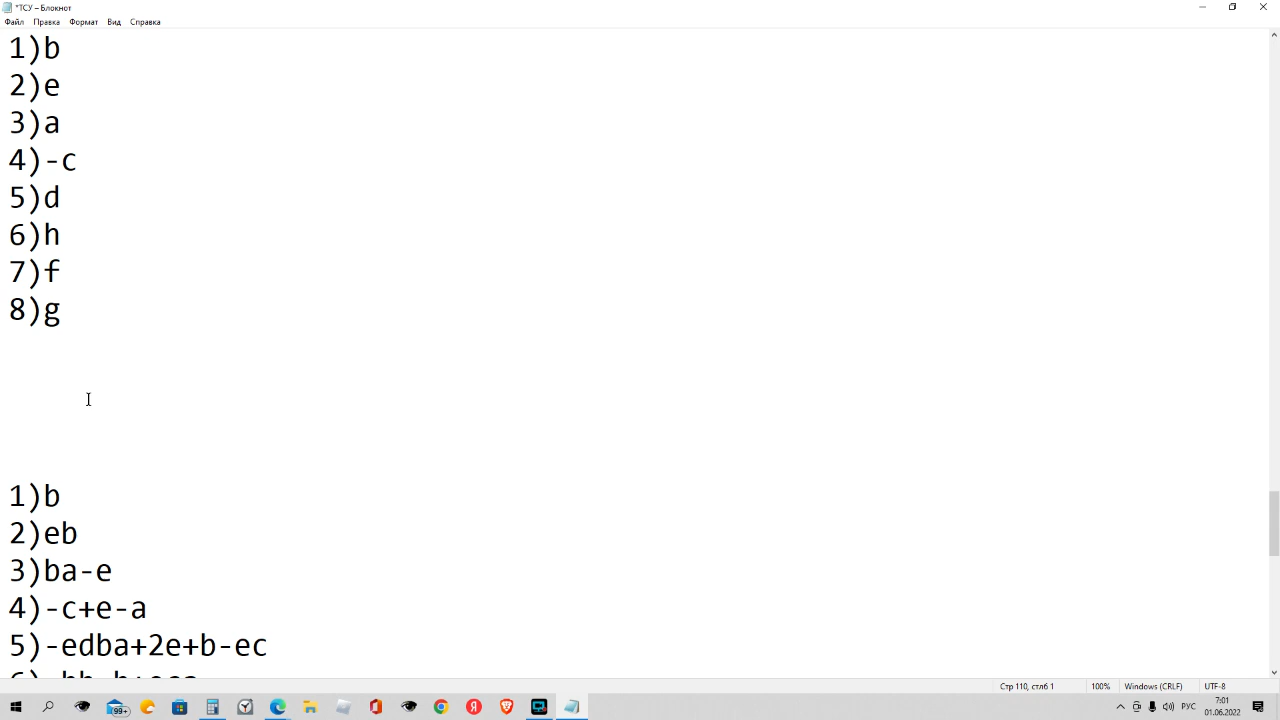 *ТСУ – Блокнот
Файл Правка Формат Вид Справка
1)b
2)e
3)a
4)-c
5)d
6)h
7)f
8)g
1)b
2)eb
3)ba-e
4)-c+e-a
5)-edba+2e+b-ec
Стр 110, стлб 1 100% Windows (CRLF) UTF-8
99+ РУС 7:01
01.06.2022